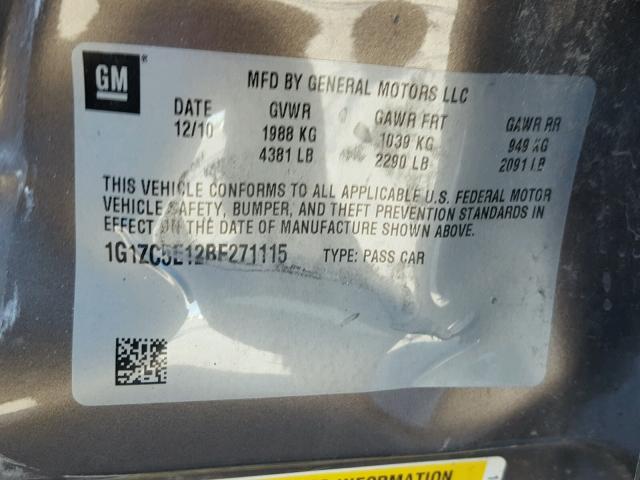 GM
MFD BY GENERAL MOTORS LLC
DATE GVWR GAWR FRT GAWR RR
12/10 1988 KG 1039 KG 949 KG
4381 LB 2290 LB 2091 LB
THIS VEHICLE CONFORMS TO ALL APPLICABLE U.S. FEDERAL MOTOR
VEHICLE SAFETY, BUMPER, AND THEFT PREVENTION STANDARDS IN
EFFECT ON THE DATE OF MANUFACTURE SHOWN ABOVE.
1G1ZC5E12BF271115 TYPE: PASS CAR
INFORMATION